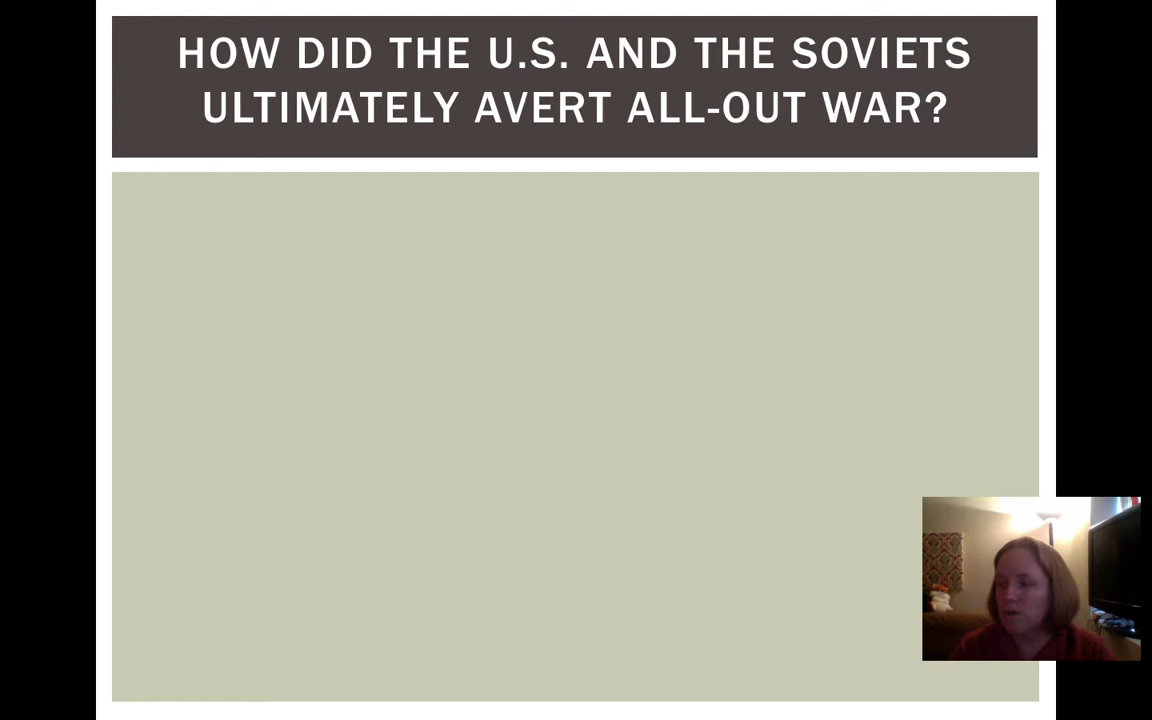 HOW DID THE U.S. AND THE SOVIETS
ULTIMATELY AVERT ALL-OUT WAR?